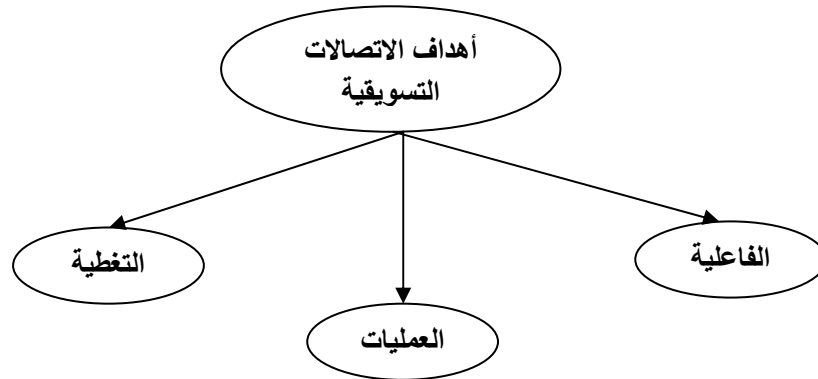 أهداف الاتصالات
التسويقية
الفاعلية
التغطية
العمليات